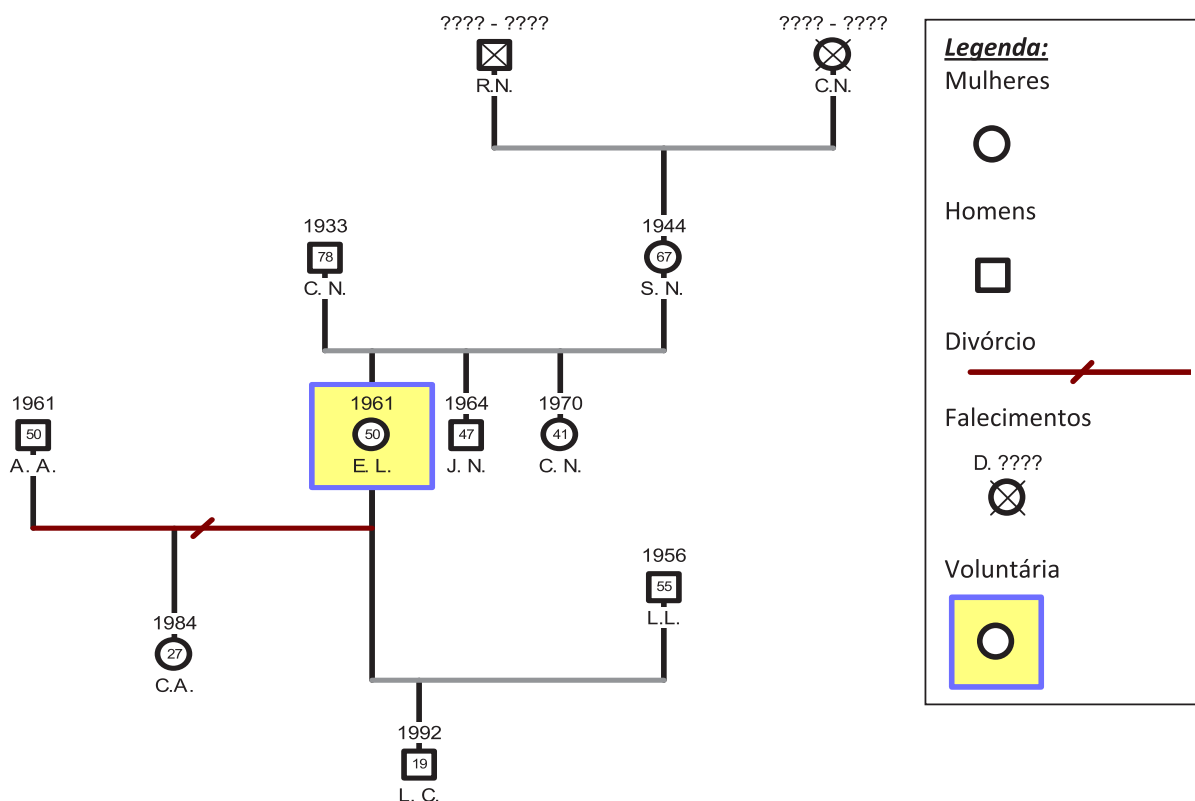 ???? - ????
R.N.
???? - ????
C.N.
1933
78
C. N.
1944
67
S. N.
1961
50
A. A.
1961
50
E. L.
1964
47
J. N.
1970
41
C. N.
1984
27
C.A.
1956
55
L.L.
1992
19
L. C.
Legenda:
Mulheres
Homens
Divórcio
Falecimentos
D. ????
Voluntária